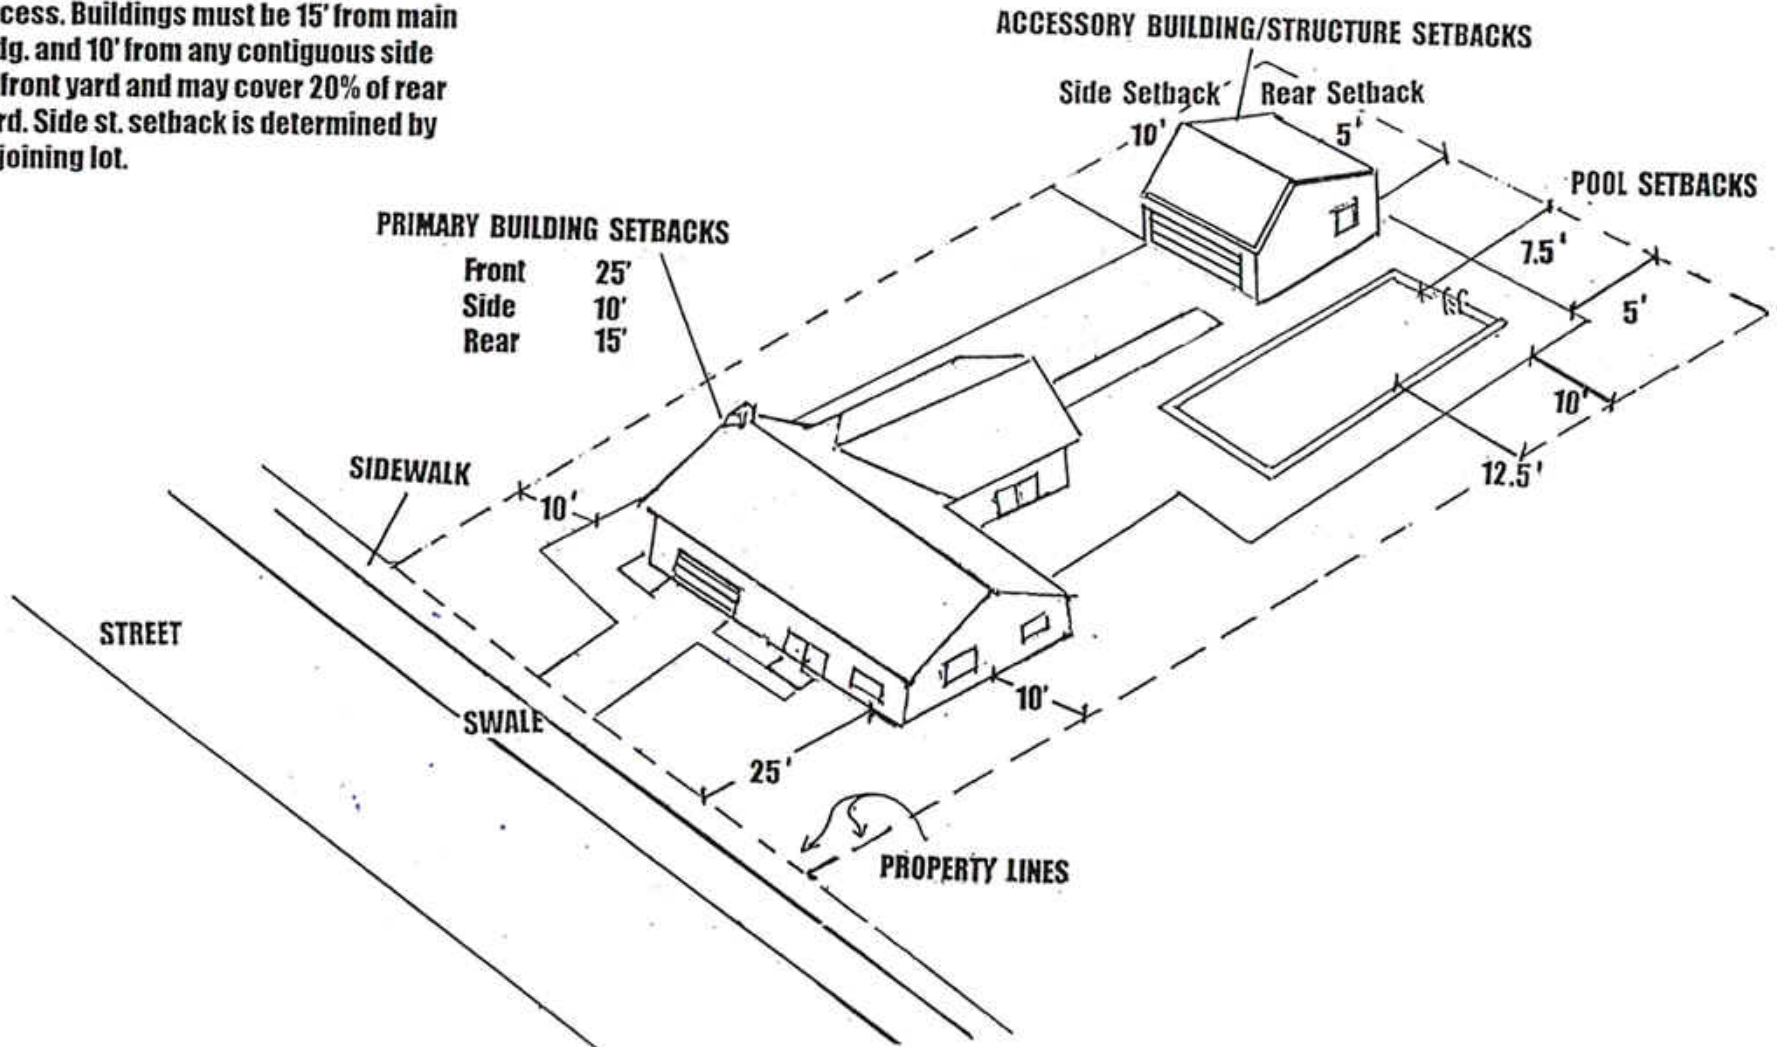 cess. Buildings must be 15' from main
dg. and 10' from any contiguous side
front yard and may cover 20% of rear
rd. Side st. setback is determined by
joining lot.
ACCESSORY BUILDING/STRUCTURE SETBACKS
Side Setback Rear Setback
10' 5'
POOL SETBACKS
7.5'
5'
10'
12.5'
PRIMARY BUILDING SETBACKS
Front 25'
Side 10'
Rear 15'
SIDEWALK
10'
STREET
SWALE
10'
25'
PROPERTY LINES